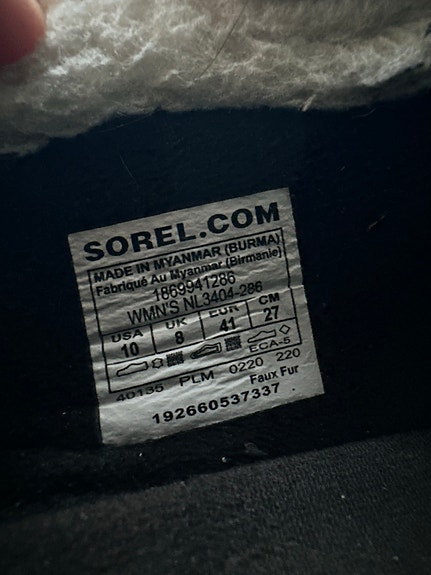 SOREL.COM
MADE IN MYANMAR (BURMA)
Fabriqué Au Myanmar (Birmanie)
1869941286
WMN'S NL3404-286
USA UK EUR CM
10 8 41 27
ECA-5
40135 PLM 0220 220
Faux Fur
192660537337